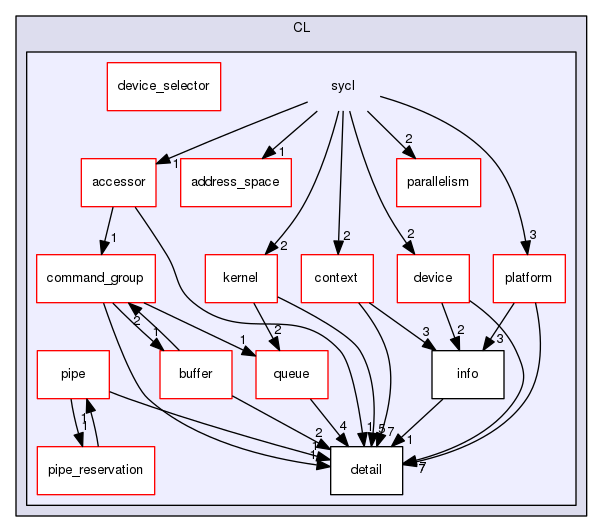 CL
device_selector
sycl
1
1
2
3
accessor
address_space
parallelism
1
2
2
2
command_group
kernel
context
device
platform
2
1
1
2
3
2
3
pipe
buffer
queue
info
1
1
2
1
1
1
4
1
5
7
1
7
pipe_reservation
detail